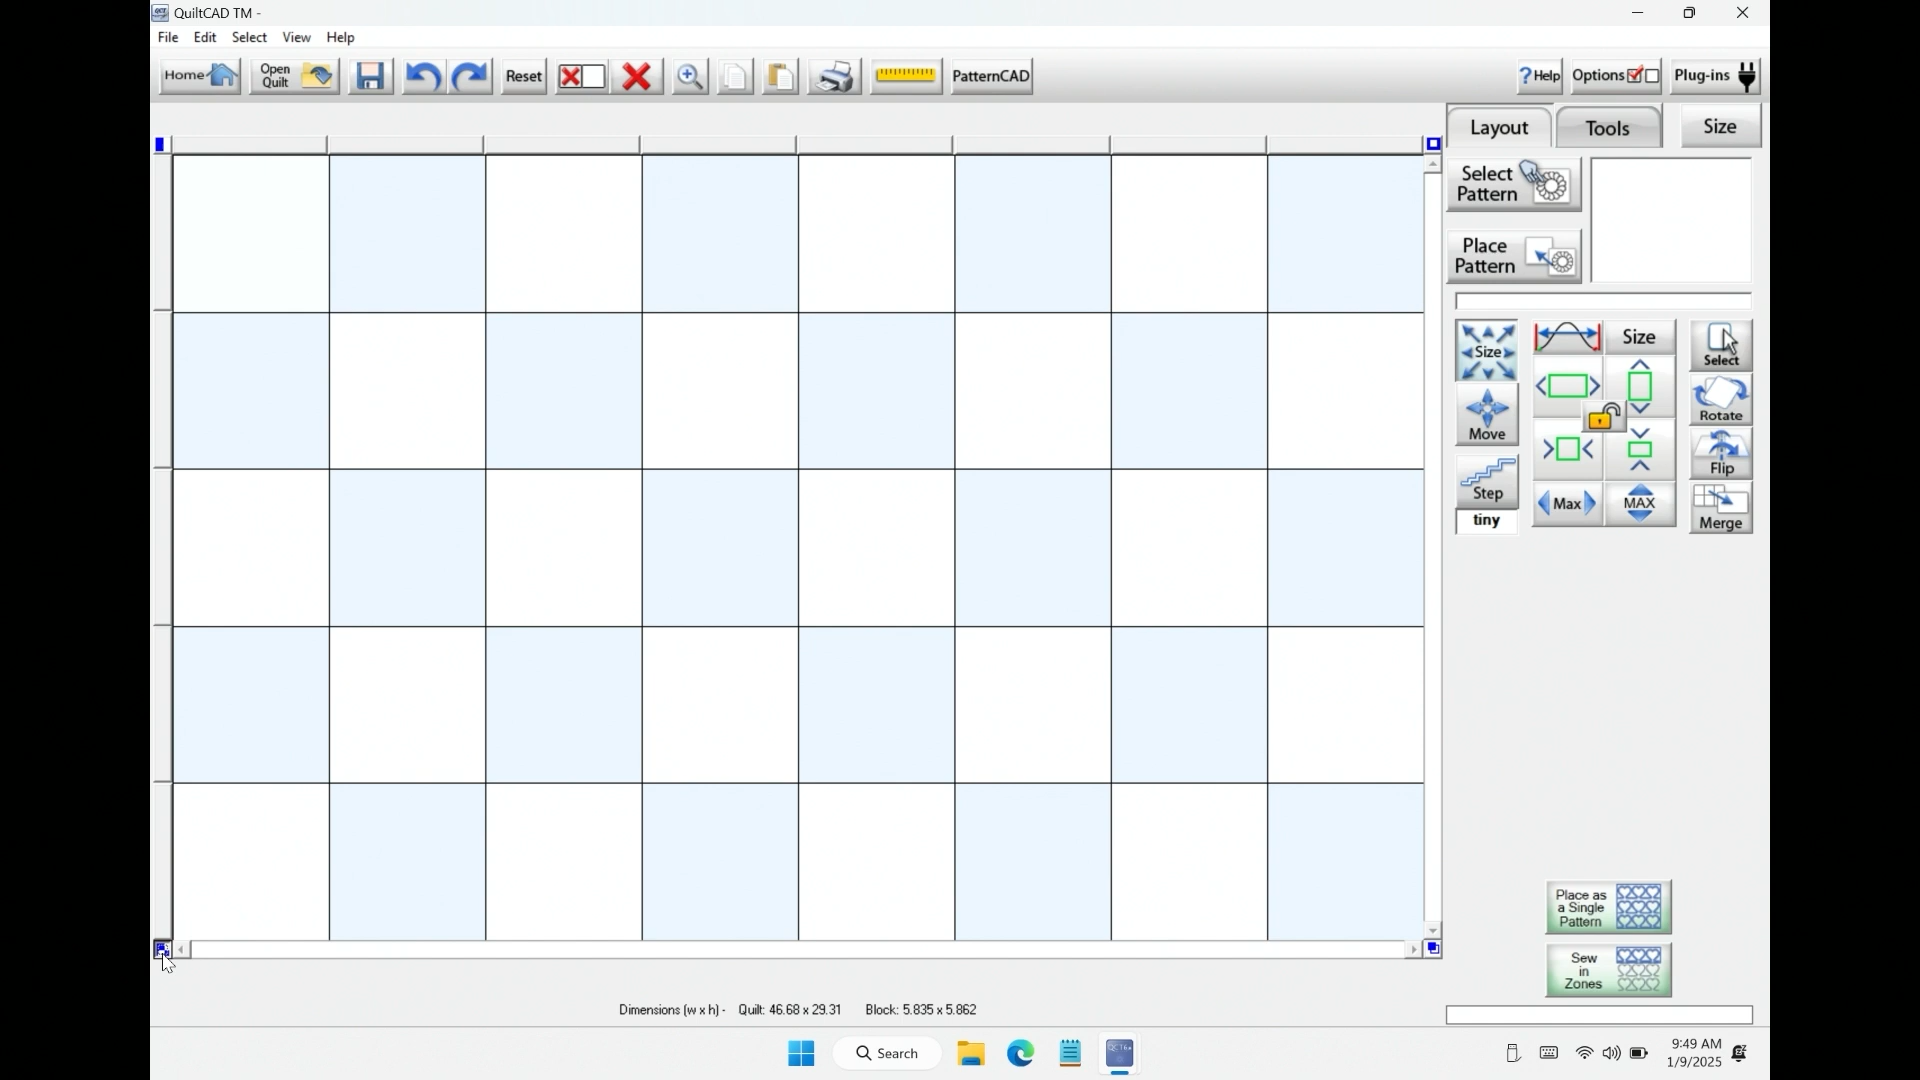 QuiltCAD TM -
File Edit Select View Help
Home Open Quilt Reset PatternCAD ?Help Options Plug-ins
Layout Tools Size
Select Pattern
Place Pattern
Size Size Select
Move Rotate
Flip
Step Max MAX Merge
tiny
Place as a Single Pattern
Sew in Zones
Dimensions (w x h) - Quilt: 46.68 x 29.31 Block: 5.835 x 5.862
Search
9:49 AM
1/9/2025